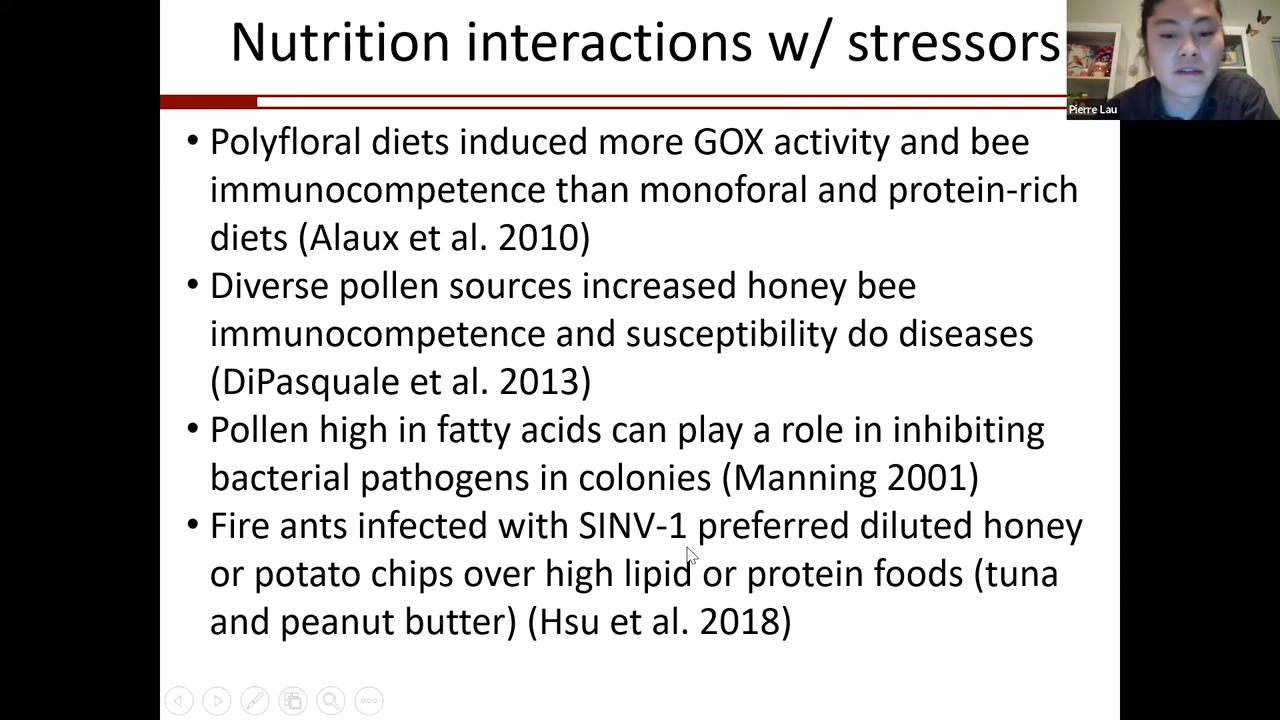 Nutrition interactions w/ stressors
Pierre Lau
• Polyfloral diets induced more GOX activity and bee
immunocompetence than monoforal and protein-rich
diets (Alaux et al. 2010)
• Diverse pollen sources increased honey bee
immunocompetence and susceptibility do diseases
(DiPasquale et al. 2013)
• Pollen high in fatty acids can play a role in inhibiting
bacterial pathogens in colonies (Manning 2001)
• Fire ants infected with SINV-1 preferred diluted honey
or potato chips over high lipid or protein foods (tuna
and peanut butter) (Hsu et al. 2018)